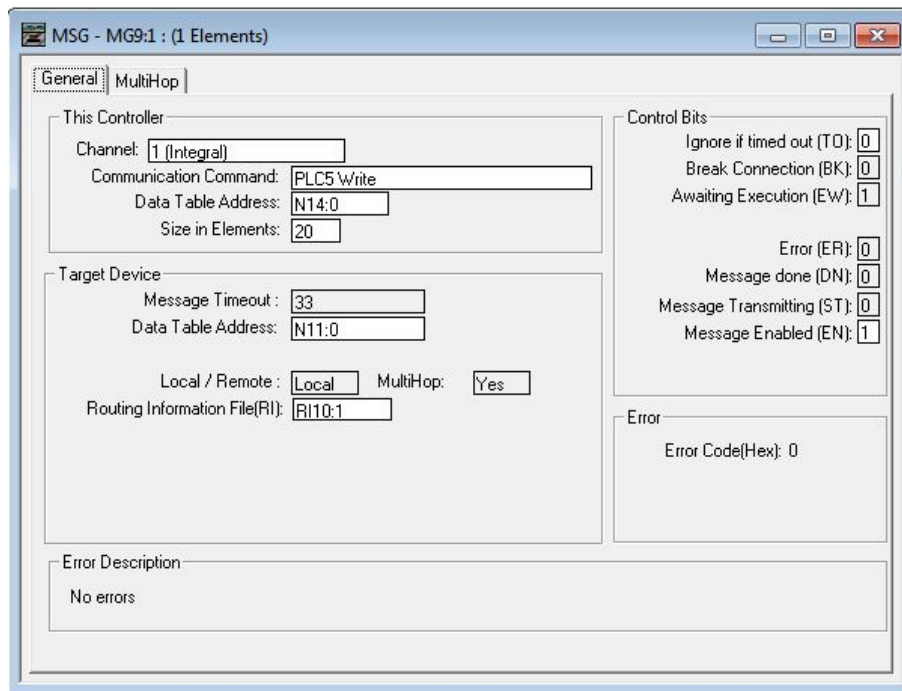 MSG - MG9:1 : (1 Elements)
General MultiHop
This Controller
Channel: 1 (Integral)
Communication Command: PLC5 Write
Data Table Address: N14:0
Size in Elements: 20
Target Device
Message Timeout : 33
Data Table Address: N11:0
Local / Remote : Local MultiHop: Yes
Routing Information File(RI): RI10:1
Control Bits
Ignore if timed out (TO): 0
Break Connection (BK): 0
Awaiting Execution (EW): 1
Error (ER): 0
Message done (DN): 0
Message Transmitting (ST): 0
Message Enabled (EN): 1
Error
Error Code(Hex): 0
Error Description
No errors